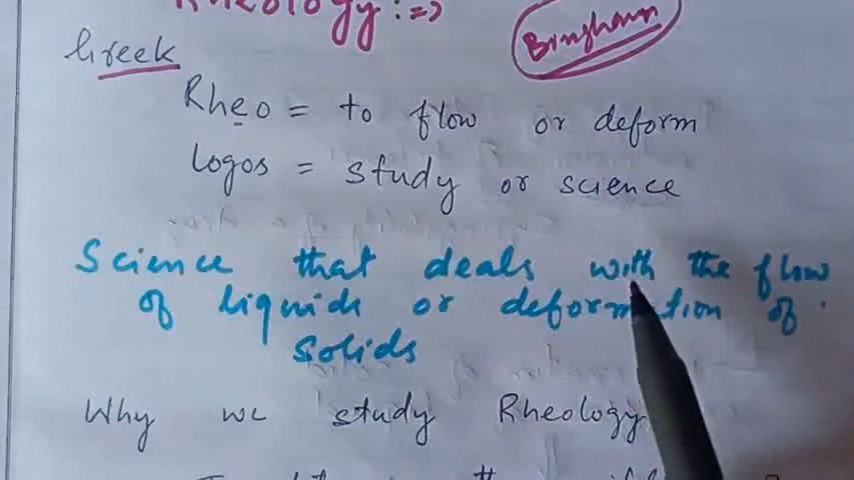 Rheology :=>
Bingham
Greek
Rheo = to flow or deform
Logos = study or science
Science that deals with the flow
of liquids or deformation of
solids
Why we study Rheology